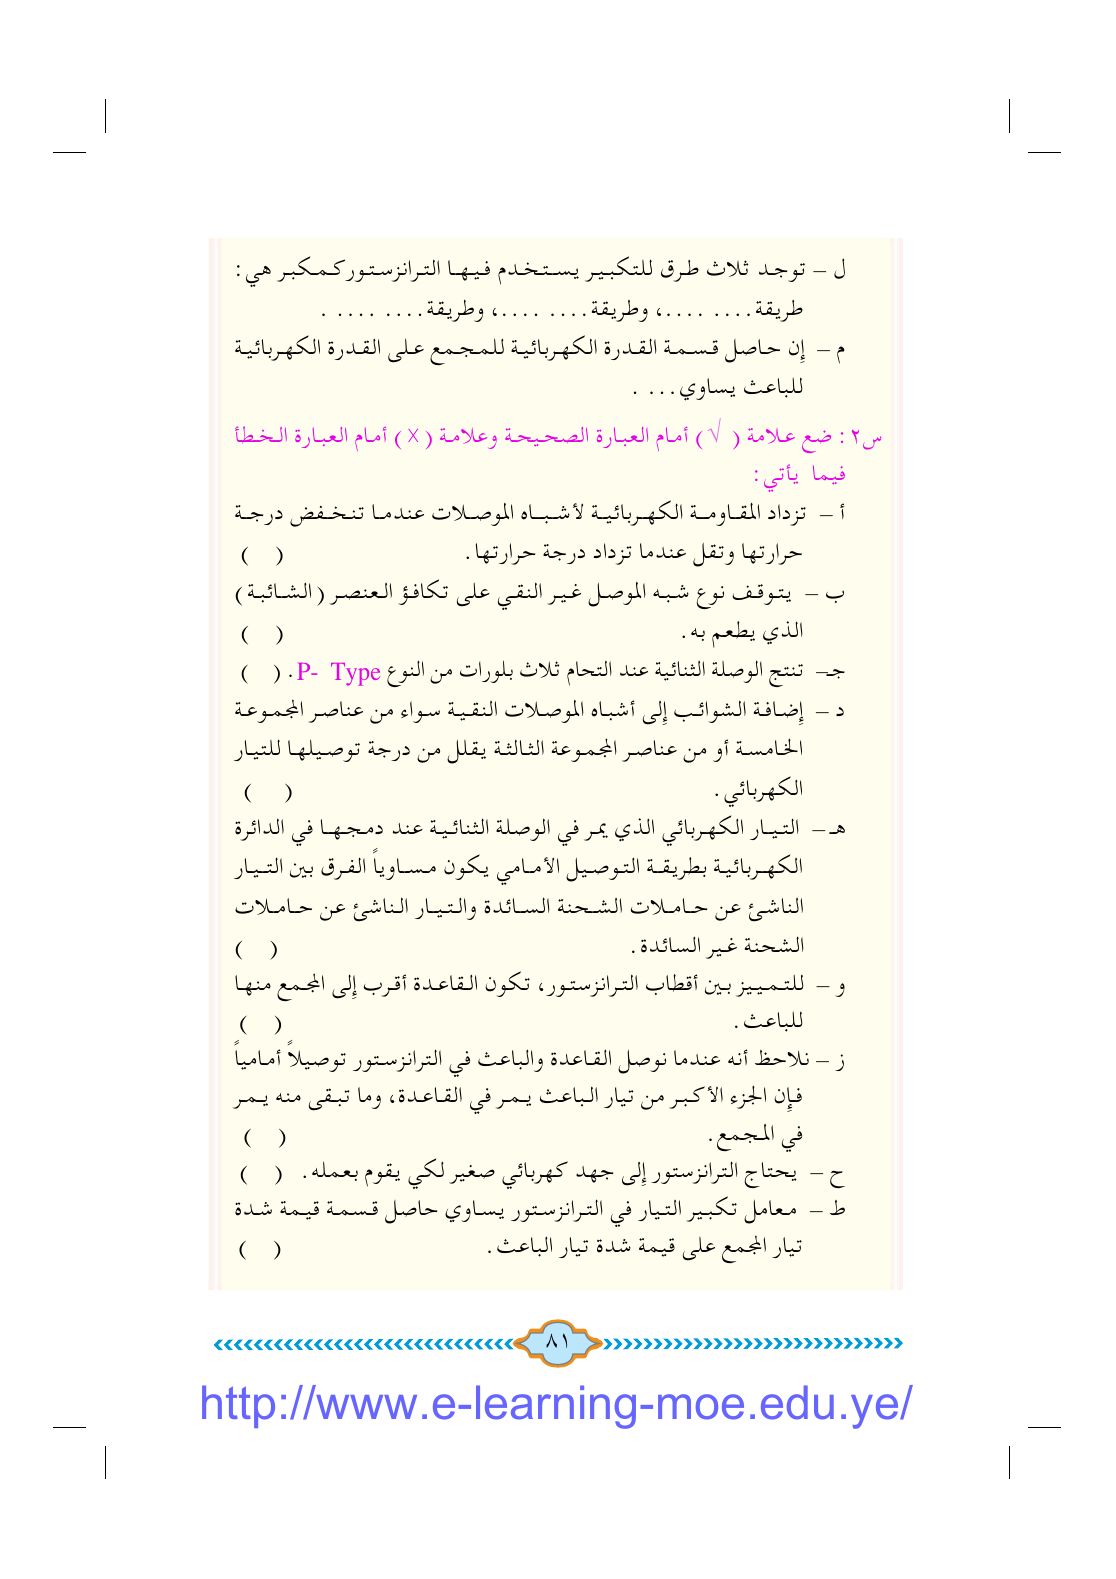 ل – توجد ثلاث طرق للتكبير يستخدم فيها الترانزستور كمكبر هي:
طريقة.... ....، وطريقة.... ....، وطريقة.... ..... .
م – إن حاصل قسمة القدرة الكهربائية للمجمع على القدرة الكهربائية
للباعث يساوي... .
س٢ : ضع علامة ( √ ) أمام العبارة الصحيحة وعلامة ( X ) أمام العبارة الخطأ
فيما يأتي:
أ – تزداد المقاومة الكهربائية لأشباه الموصلات عندما تنخفض درجة
حرارتها وتقل عندما تزداد درجة حرارتها. ( )
ب – يتوقف نوع شبه الموصل غير النقي على تكافؤ العنصر ( الشائبة )
الذي يطعم به. ( )
جـ– تنتج الوصلة الثنائية عند التحام ثلاث بلورات من النوع P- Type . ( )
د – إضافة الشوائب إلى أشباه الموصلات النقية سواء من عناصر المجموعة
الخامسة أو من عناصر المجموعة الثالثة يقلل من درجة توصيلها للتيار
الكهربائي. ( )
هـ – التيار الكهربائي الذي يمر في الوصلة الثنائية عند دمجها في الدائرة
الكهربائية بطريقة التوصيل الأمامي يكون مساوياً الفرق بين التيار
الناشئ عن حاملات الشحنة السائدة والتيار الناشئ عن حاملات
الشحنة غير السائدة. ( )
و – للتمييز بين أقطاب الترانزستور، تكون القاعدة أقرب إلى المجمع منها
للباعث. ( )
ز – نلاحظ أنه عندما نوصل القاعدة والباعث في الترانزستور توصيلاً أمامياً
فإن الجزء الأكبر من تيار الباعث يمر في القاعدة، وما تبقى منه يمر
في المجمع. ( )
ح – يحتاج الترانزستور إلى جهد كهربائي صغير لكي يقوم بعمله. ( )
ط – معامل تكبير التيار في الترانزستور يساوي حاصل قسمة قيمة شدة
تيار المجمع على قيمة شدة تيار الباعث. ( )
٨١
http://www.e-learning-moe.edu.ye/